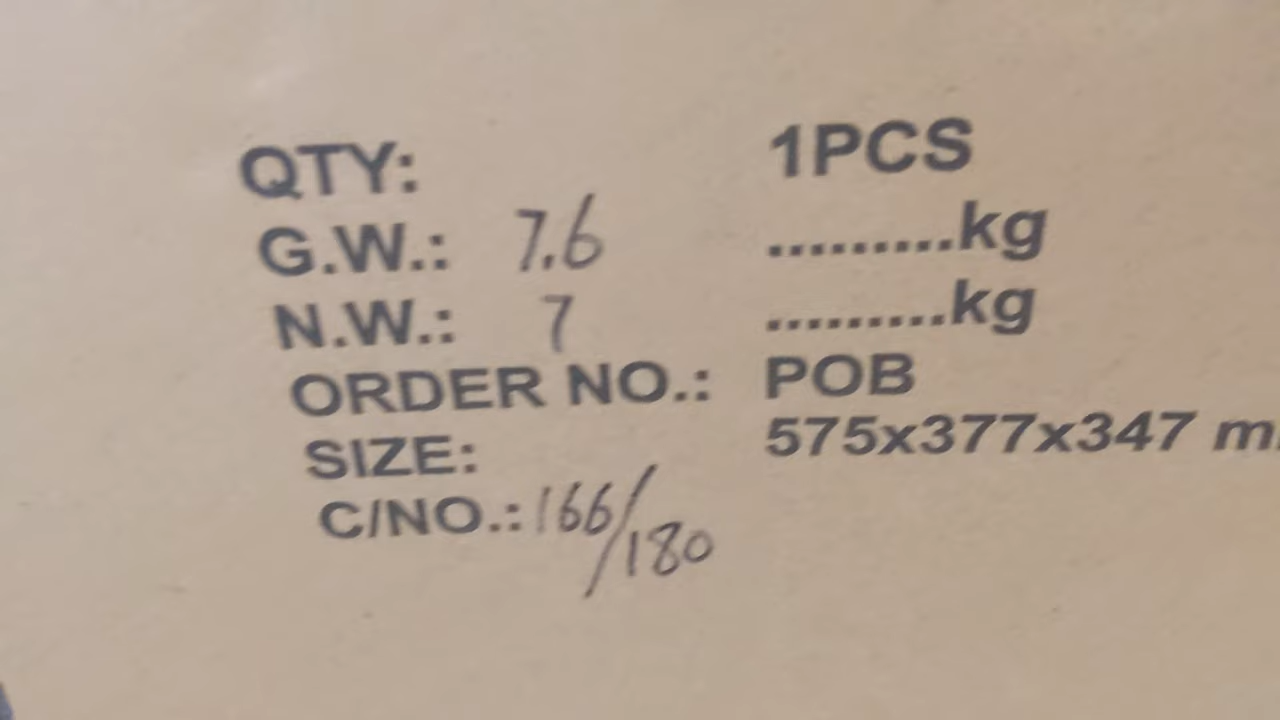 QTY: 1PCS
G.W.: 7.6 .........kg
N.W.: 7 .........kg
ORDER NO.: POB
SIZE: 575x377x347 m
C/NO.: 166/180